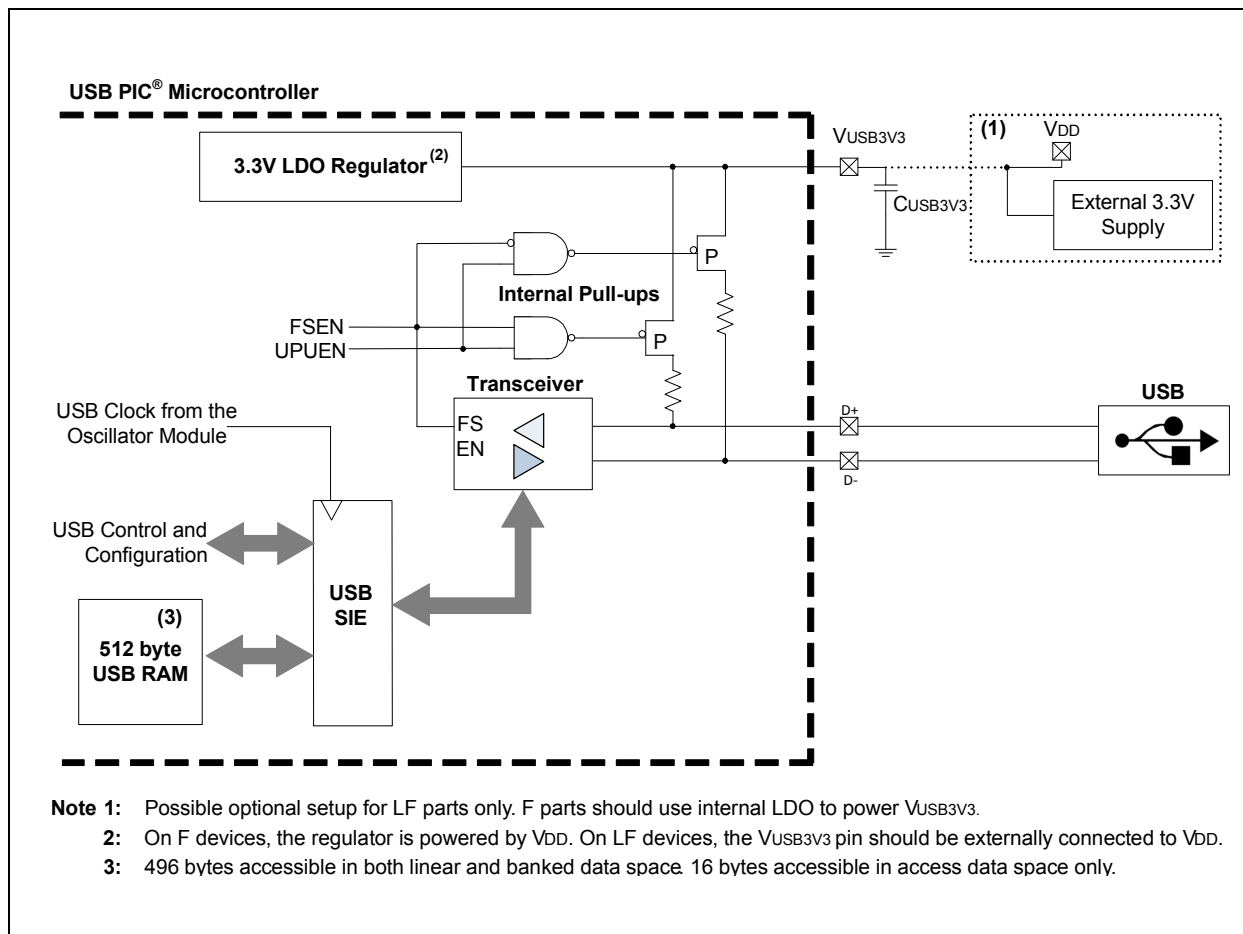 USB PIC® Microcontroller
3.3V LDO Regulator(2)
VUSB3V3
CUSB3V3
(1)
VDD
External 3.3V
Supply
P
Internal Pull-ups
FSEN
UPUEN
P
Transceiver
FS
EN
D+
D-
USB
USB Clock from the
Oscillator Module
USB Control and
Configuration
USB
SIE
(3)
512 byte
USB RAM
Note 1: Possible optional setup for LF parts only. F parts should use internal LDO to power VUSB3V3.
2: On F devices, the regulator is powered by VDD. On LF devices, the VUSB3V3 pin should be externally connected to VDD.
3: 496 bytes accessible in both linear and banked data space. 16 bytes accessible in access data space only.